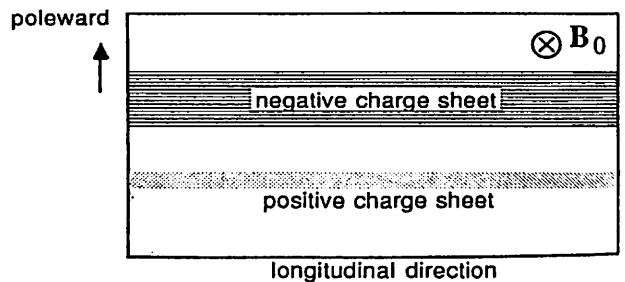 poleward
⊗ B₀
negative charge sheet
positive charge sheet
longitudinal direction